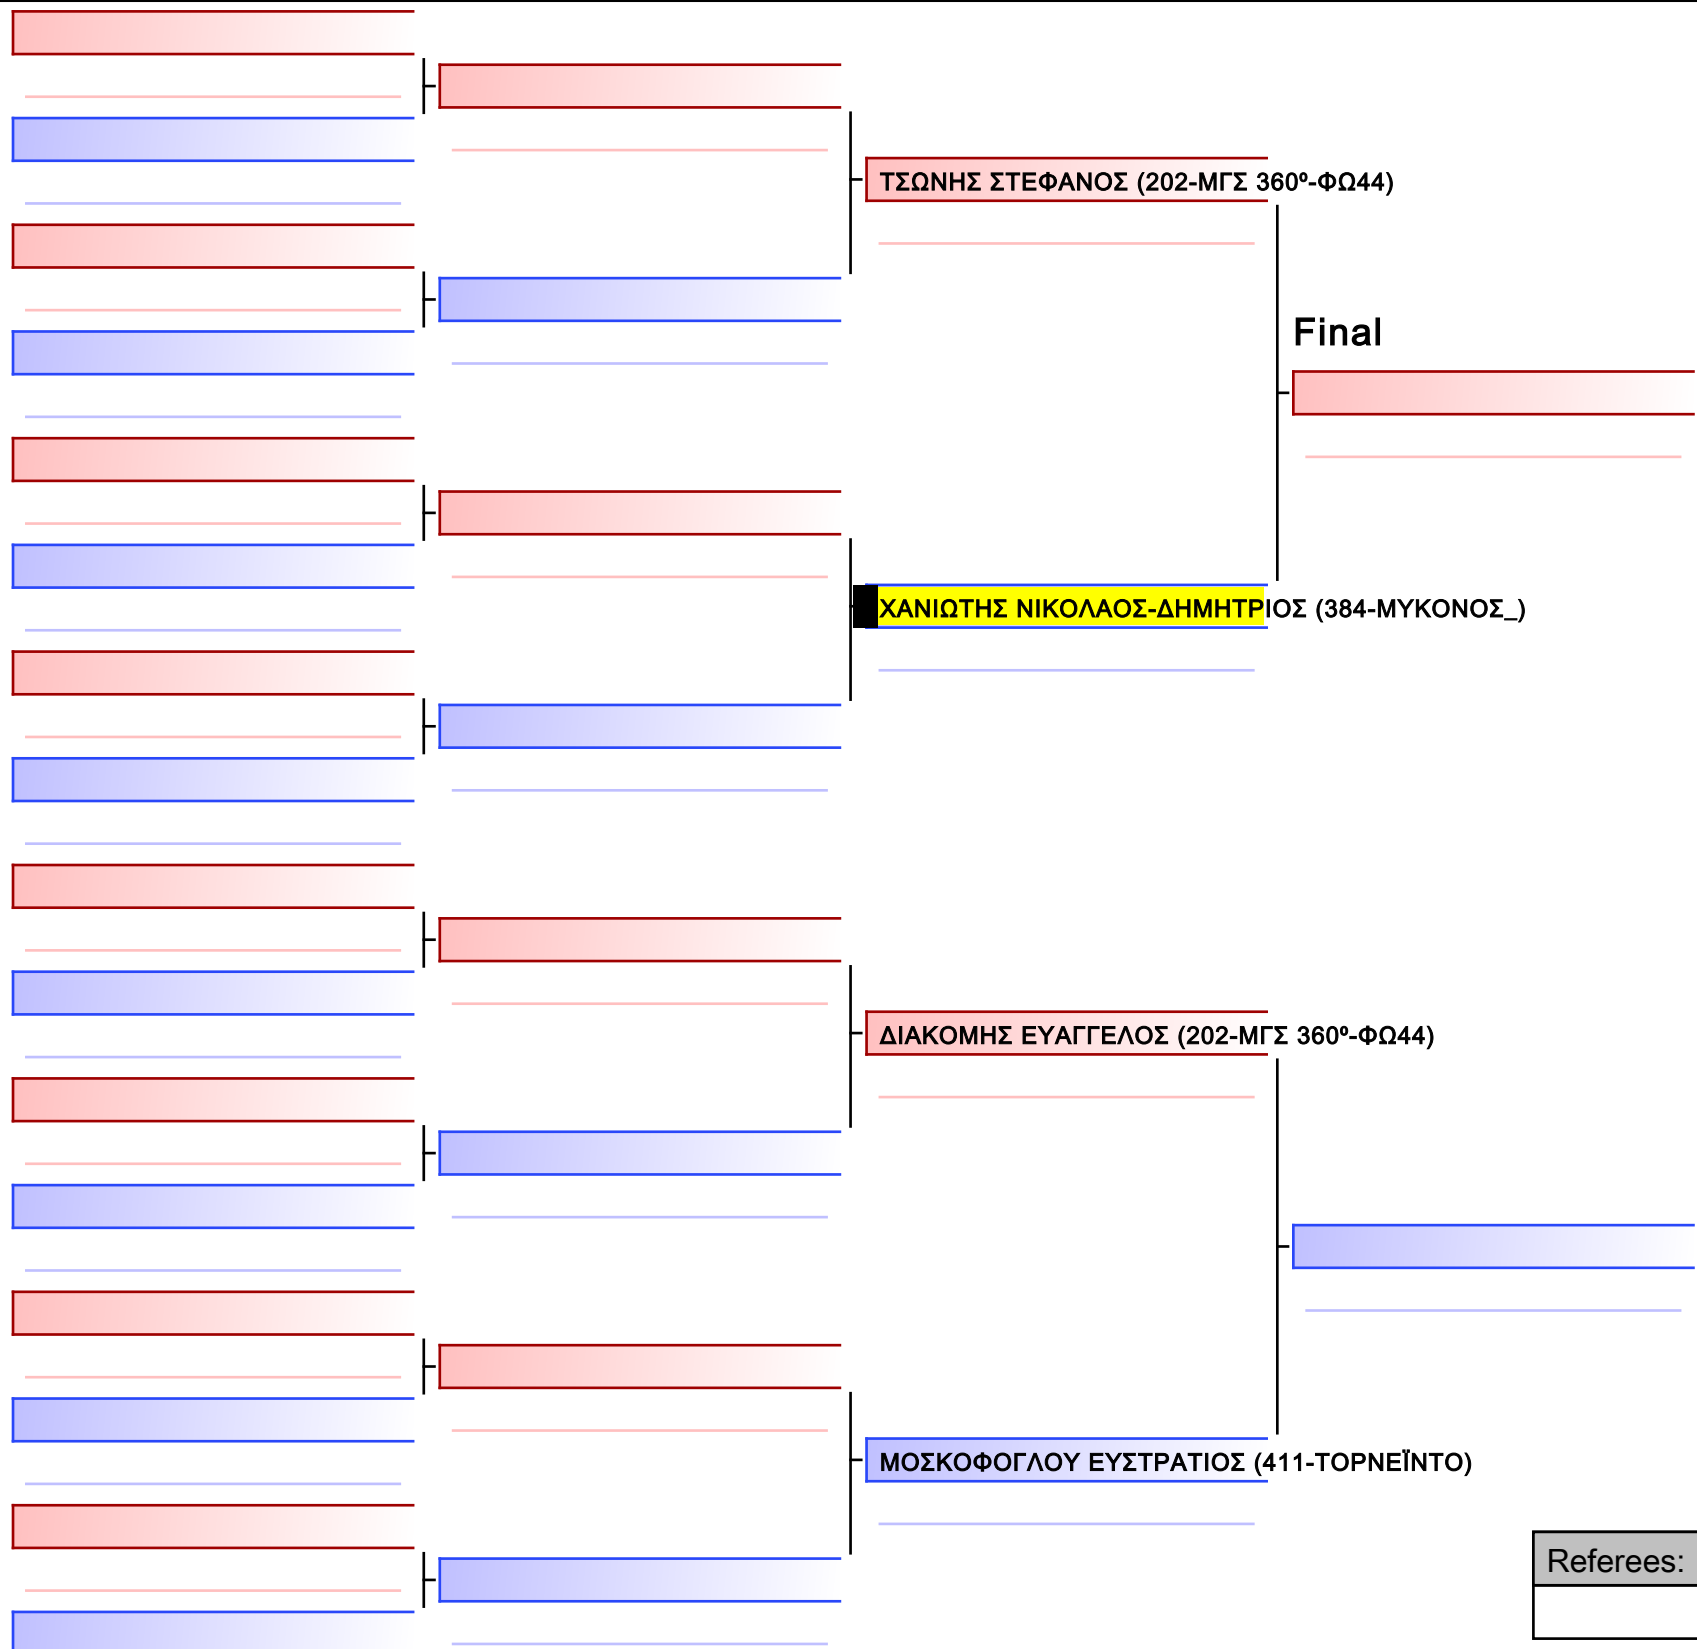 ΤΣΩΝΗΣ ΣΤΕΦΑΝΟΣ (202-ΜΓΣ 360º-ΦΩ44)
Final
ΧΑΝΙΩΤΗΣ ΝΙΚΟΛΑΟΣ-ΔΗΜΗΤΡΙΟΣ (384-ΜΥΚΟΝΟΣ_)
ΔΙΑΚΟΜΗΣ ΕΥΑΓΓΕΛΟΣ (202-ΜΓΣ 360º-ΦΩ44)
ΜΟΣΚΟΦΟΓΛΟΥ ΕΥΣΤΡΑΤΙΟΣ (411-ΤΟΡΝΕΪΝΤΟ)
Referees: